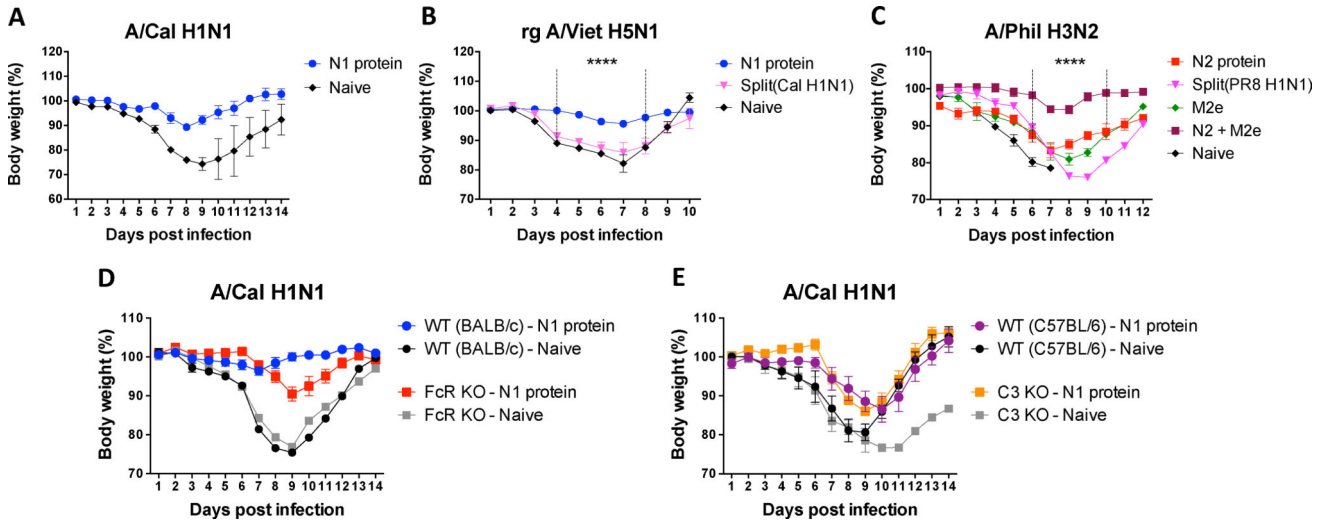 A
A/Cal H1N1
Body weight (%)
120
110
100
90
80
70
60
1 2 3 4 5 6 7 8 9 10 11 12 13 14
Days post infection
N1 protein
Naive
B
rg A/Viet H5N1
Body weight (%)
120
110
100
90
80
70
****
1 2 3 4 5 6 7 8 9 10
Days post infection
N1 protein
Split(Cal H1N1)
Naive
C
A/Phil H3N2
Body weight (%)
110
100
90
80
70
****
1 2 3 4 5 6 7 8 9 10 11 12
Days post infection
N2 protein
Split(PR8 H1N1)
M2e
N2 + M2e
Naive
D
A/Cal H1N1
Body weight (%)
110
100
90
80
70
1 2 3 4 5 6 7 8 9 10 11 12 13 14
Days post infection
WT (BALB/c) - N1 protein
WT (BALB/c) - Naive
FcR KO - N1 protein
FcR KO - Naive
E
A/Cal H1N1
Body weight (%)
110
100
90
80
70
1 2 3 4 5 6 7 8 9 10 11 12 13 14
Days post infection
WT (C57BL/6) - N1 protein
WT (C57BL/6) - Naive
C3 KO - N1 protein
C3 KO - Naive